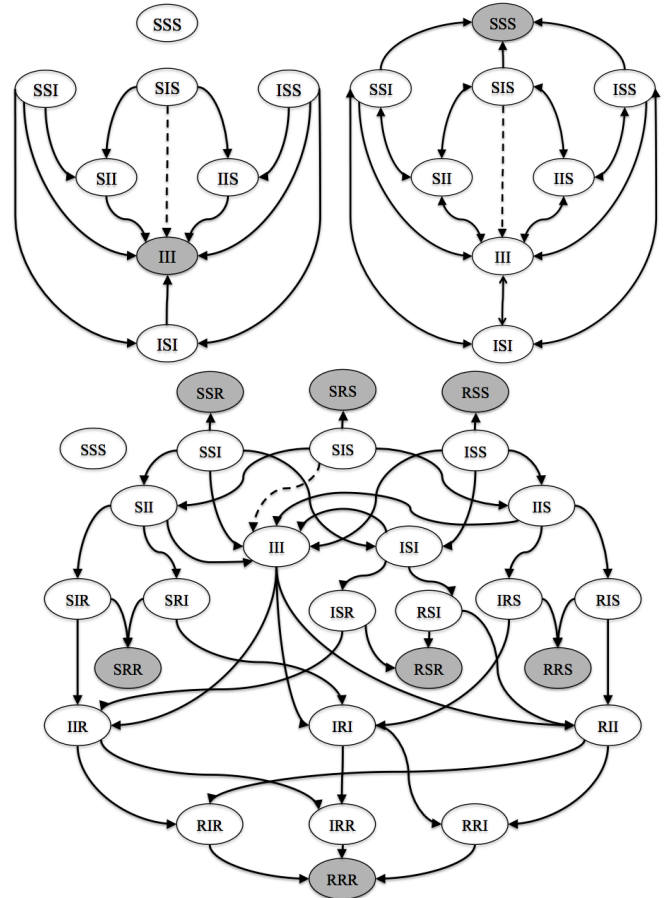 SSS
SSI SIS ISS
SII IIS
III
ISI
SSS
SSI SIS ISS
SII IIS
III
ISI
SSR SRS RSS
SSS SSI SIS ISS
SII IIS
III ISI
SIR SRI ISR RSI IRS RIS
SRR RSR RRS
IIR IRI RII
RIR IRR RRI
RRR